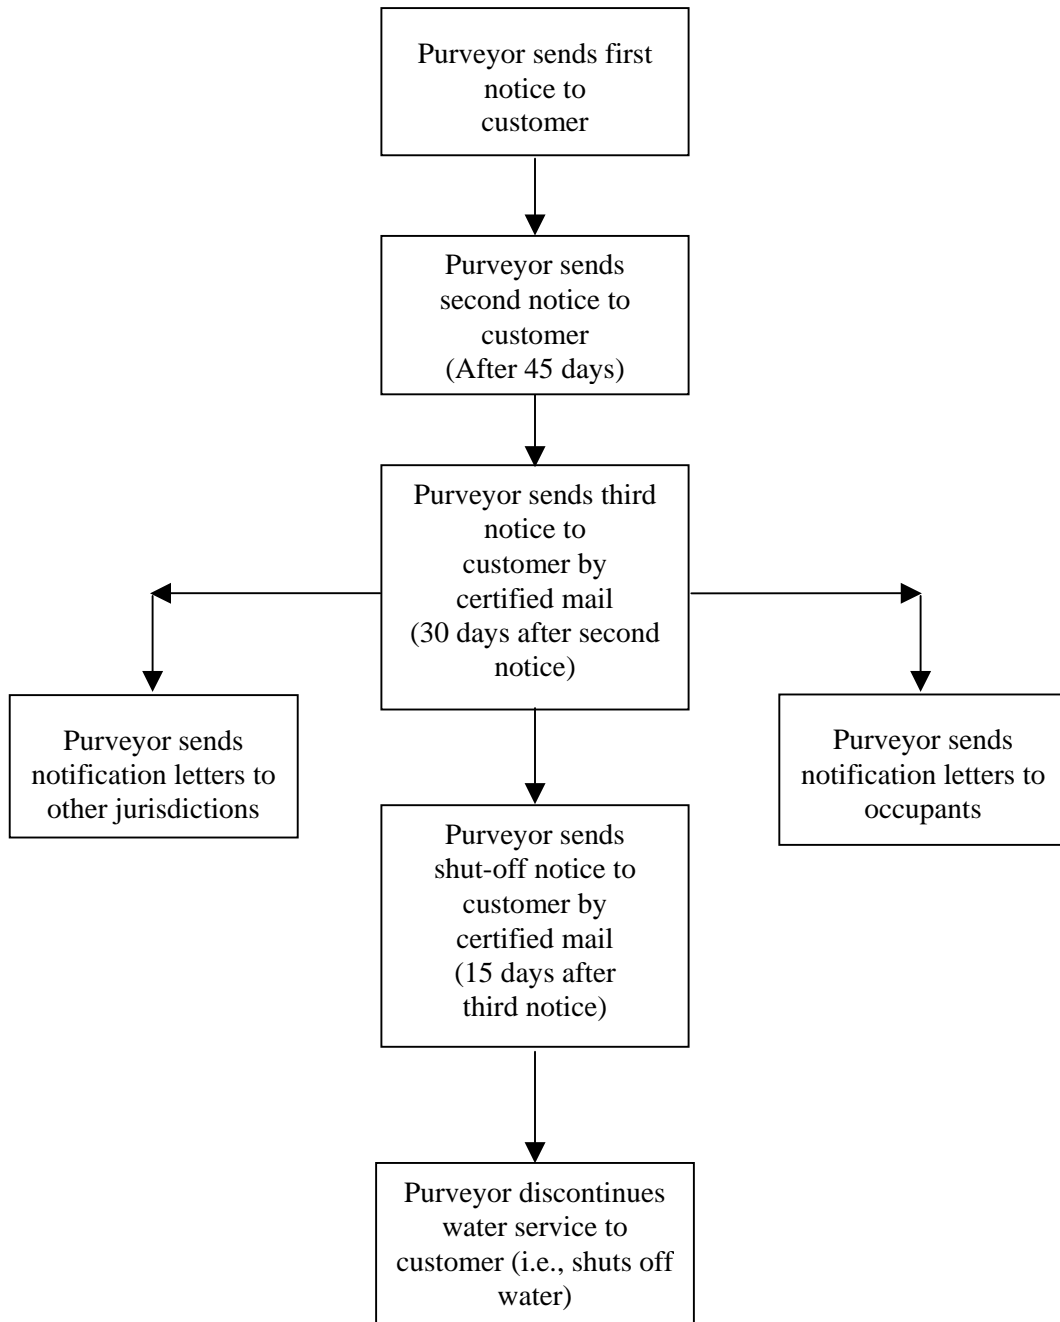 Purveyor sends first
notice to
customer
Purveyor sends
second notice to
customer
(After 45 days)
Purveyor sends third
notice to
customer by
certified mail
(30 days after second
notice)
Purveyor sends
notification letters to
other jurisdictions
Purveyor sends
notification letters to
occupants
Purveyor sends
shut-off notice to
customer by
certified mail
(15 days after
third notice)
Purveyor discontinues
water service to
customer (i.e., shuts off
water)